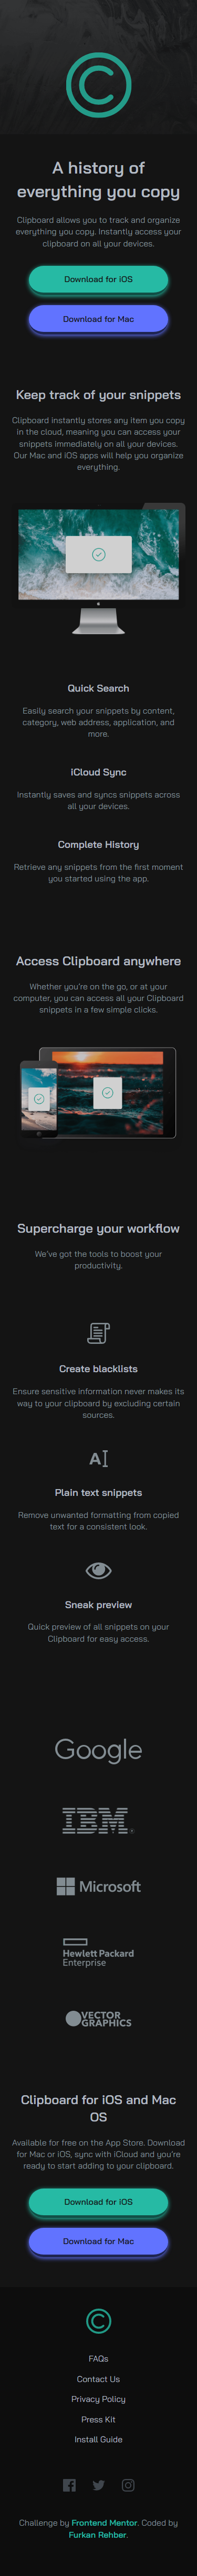 A history of
everything you copy
Clipboard allows you to track and organize
everything you copy. Instantly access your
clipboard on all your devices.
Download for iOS
Download for Mac
Keep track of your snippets
Clipboard instantly stores any item you copy
in the cloud, meaning you can access your
snippets immediately on all your devices.
Our Mac and iOS apps will help you organize
everything.
Quick Search
Easily search your snippets by content,
category, web address, application, and
more.
iCloud Sync
Instantly saves and syncs snippets across
all your devices.
Complete History
Retrieve any snippets from the first moment
you started using the app.
Access Clipboard anywhere
Whether you're on the go, or at your
computer, you can access all your Clipboard
snippets in a few simple clicks.
Supercharge your workflow
We've got the tools to boost your
productivity.
Create blacklists
Ensure sensitive information never makes its
way to your clipboard by excluding certain
sources.
A
Plain text snippets
Remove unwanted formatting from copied
text for a consistent look.
Sneak preview
Quick preview of all snippets on your
Clipboard for easy access.
Google
IBM
Microsoft
Hewlett Packard
Enterprise
VECTOR
GRAPHICS
Clipboard for iOS and Mac
OS
Available for free on the App Store. Download
for Mac or iOS, sync with iCloud and you're
ready to start adding to your clipboard.
Download for iOS
Download for Mac
FAQs
Contact Us
Privacy Policy
Press Kit
Install Guide
Challenge by Frontend Mentor. Coded by
Furkan Rehber.